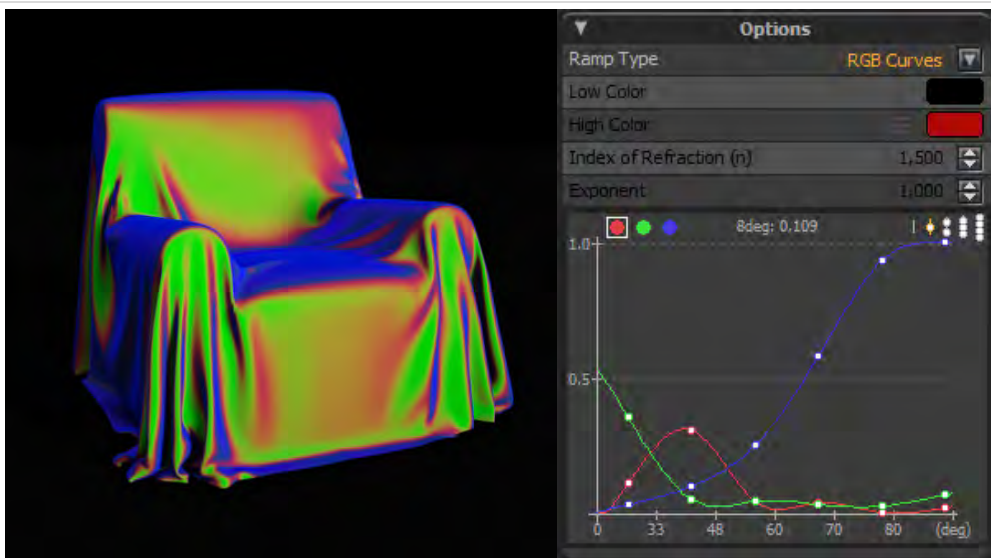 Options
Ramp Type RGB Curves
Low Color
High Color
Index of Refraction (n) 1,500
Exponent 1,000
8deg: 0,109
1.0
0.5
0 33 48 60 70 80 (deg)